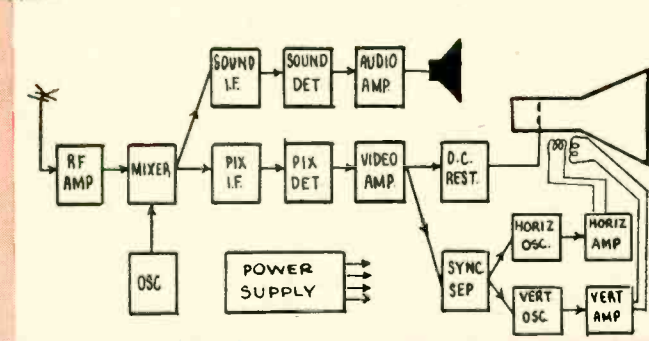 SOUND
I.F.
SOUND
DET
AUDIO
AMP.
RF
AMP
MIXER
PIX
I.F.
PIX
DET
VIDEO
AMP.
D.C.
REST.
OSC
POWER
SUPPLY
SYNC
SEP
HORIZ
OSC.
HORIZ
AMP
VERT
OSC.
VERT
AMP